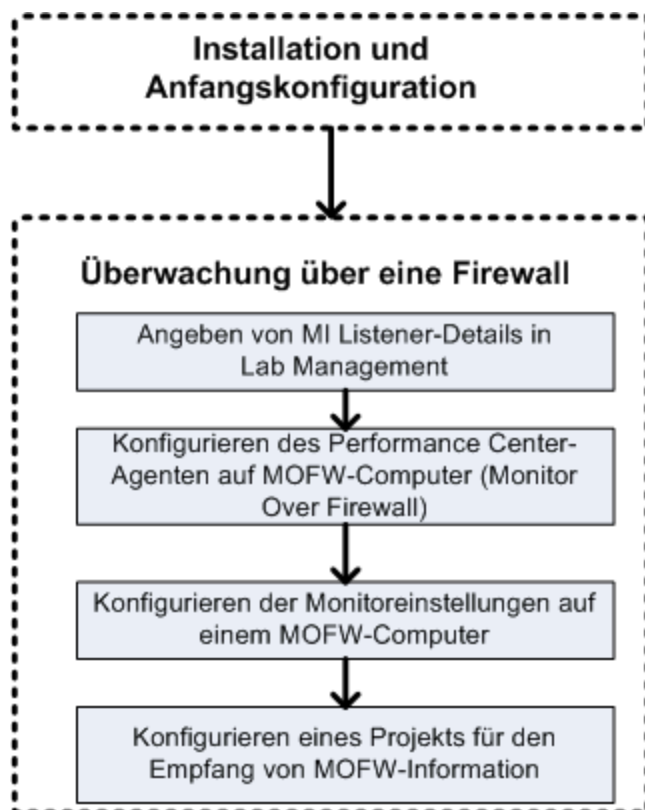 Installation und
Anfangskonfiguration
Überwachung über eine Firewall
Angeben von MI Listener-Details in
Lab Management
Konfigurieren des Performance Center-
Agenten auf MOFW-Computer (Monitor
Over Firewall)
Konfigurieren der Monitoreinstellungen auf
einem MOFW-Computer
Konfigurieren eines Projekts für den
Empfang von MOFW-Information